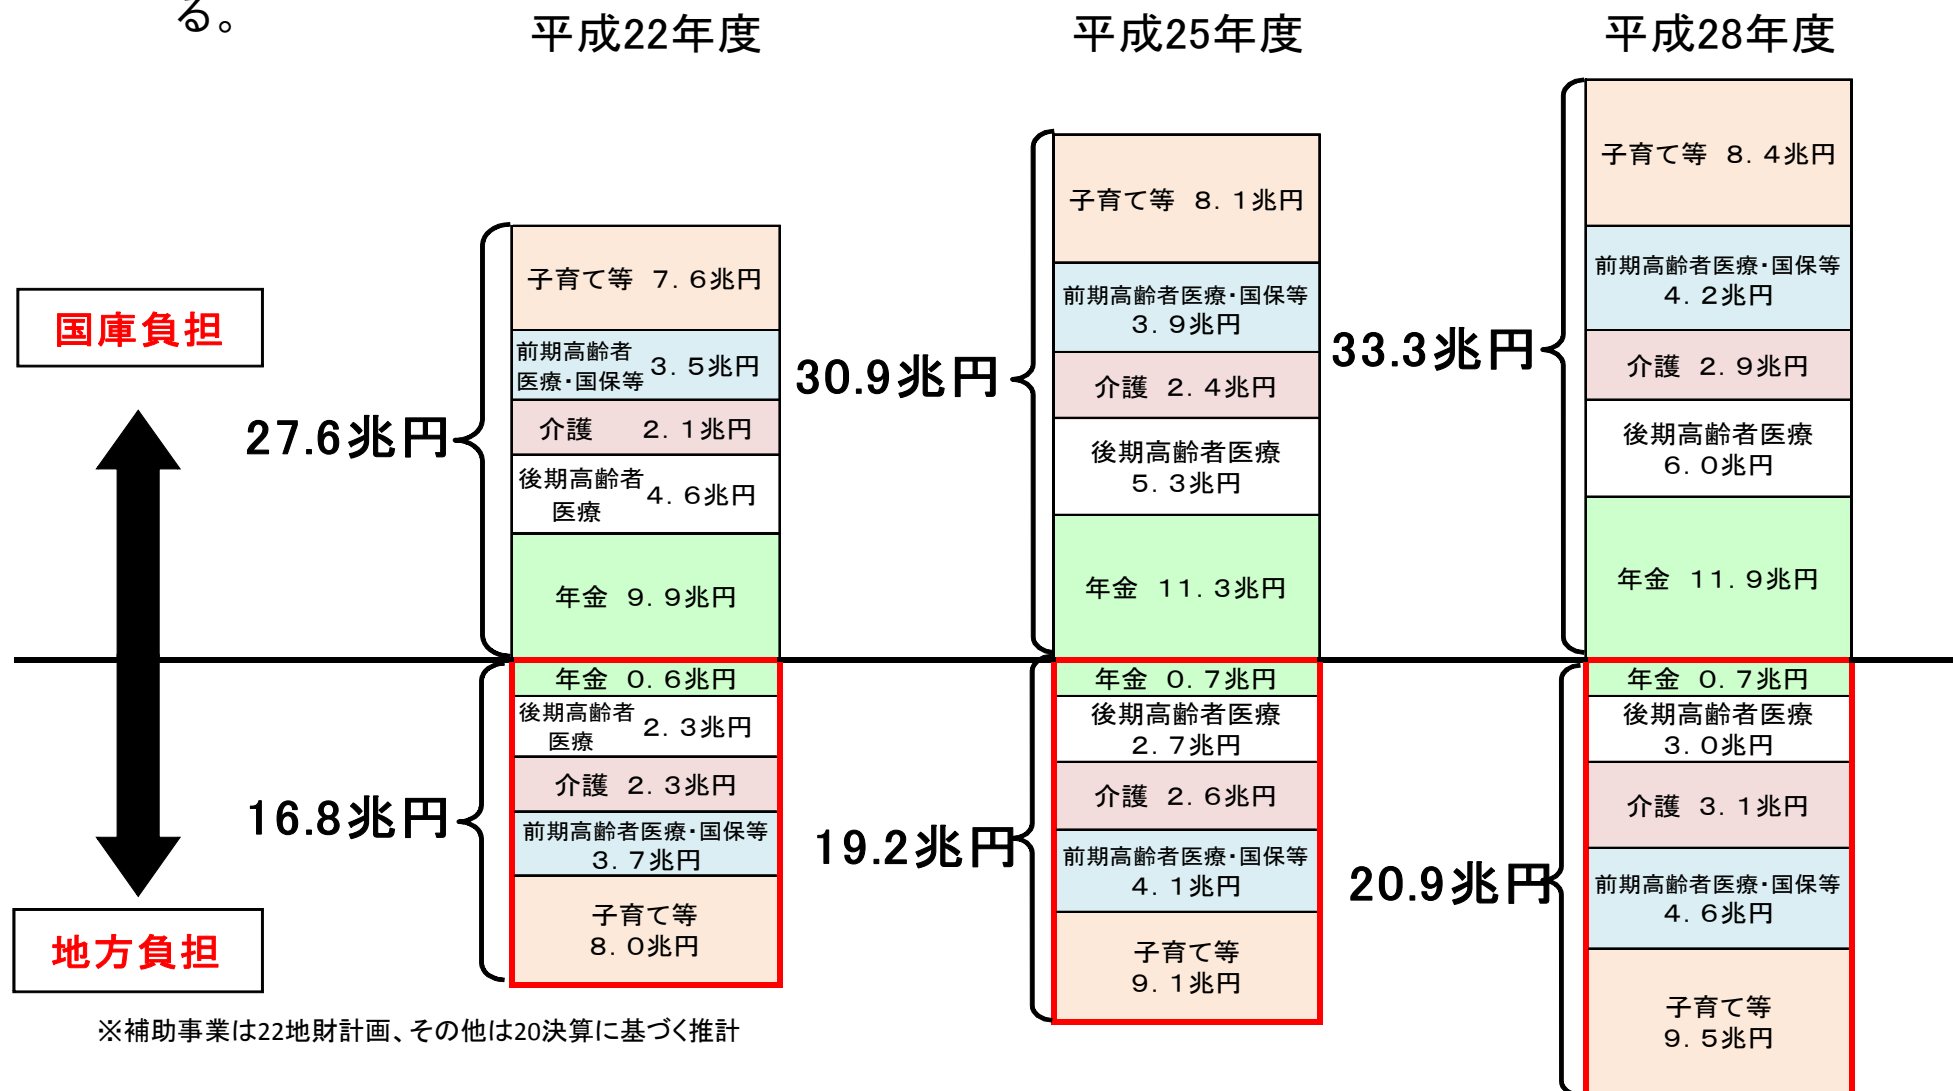 る。
平成22年度
平成25年度
平成28年度
国庫負担
27.6兆円
子育て等 7.6兆円
前期高齢者
医療・国保等 3.5兆円
介護 2.1兆円
後期高齢者
医療 4.6兆円
年金 9.9兆円
30.9兆円
子育て等 8.1兆円
前期高齢者医療・国保等
3.9兆円
介護 2.4兆円
後期高齢者医療
5.3兆円
年金 11.3兆円
33.3兆円
子育て等 8.4兆円
前期高齢者医療・国保等
4.2兆円
介護 2.9兆円
後期高齢者医療
6.0兆円
年金 11.9兆円
地方負担
16.8兆円
年金 0.6兆円
後期高齢者
医療 2.3兆円
介護 2.3兆円
前期高齢者医療・国保等
3.7兆円
子育て等
8.0兆円
19.2兆円
年金 0.7兆円
後期高齢者医療
2.7兆円
介護 2.6兆円
前期高齢者医療・国保等
4.1兆円
子育て等
9.1兆円
20.9兆円
年金 0.7兆円
後期高齢者医療
3.0兆円
介護 3.1兆円
前期高齢者医療・国保等
4.6兆円
子育て等
9.5兆円
※補助事業は22地財計画、その他は20決算に基づく推計